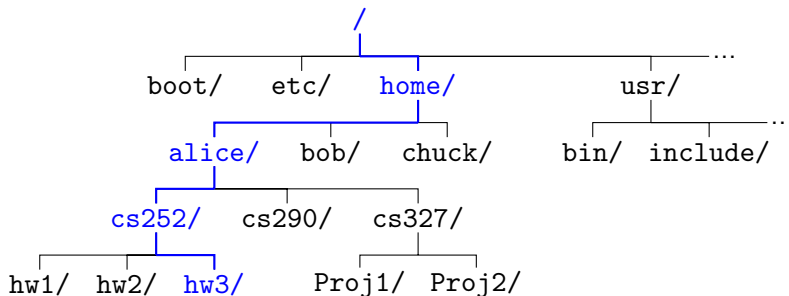 /
boot/ etc/ home/ usr/ ...
alice/ bob/ chuck/ bin/ include/ ..
cs252/ cs290/ cs327/
hw1/ hw2/ hw3/ Proj1/ Proj2/